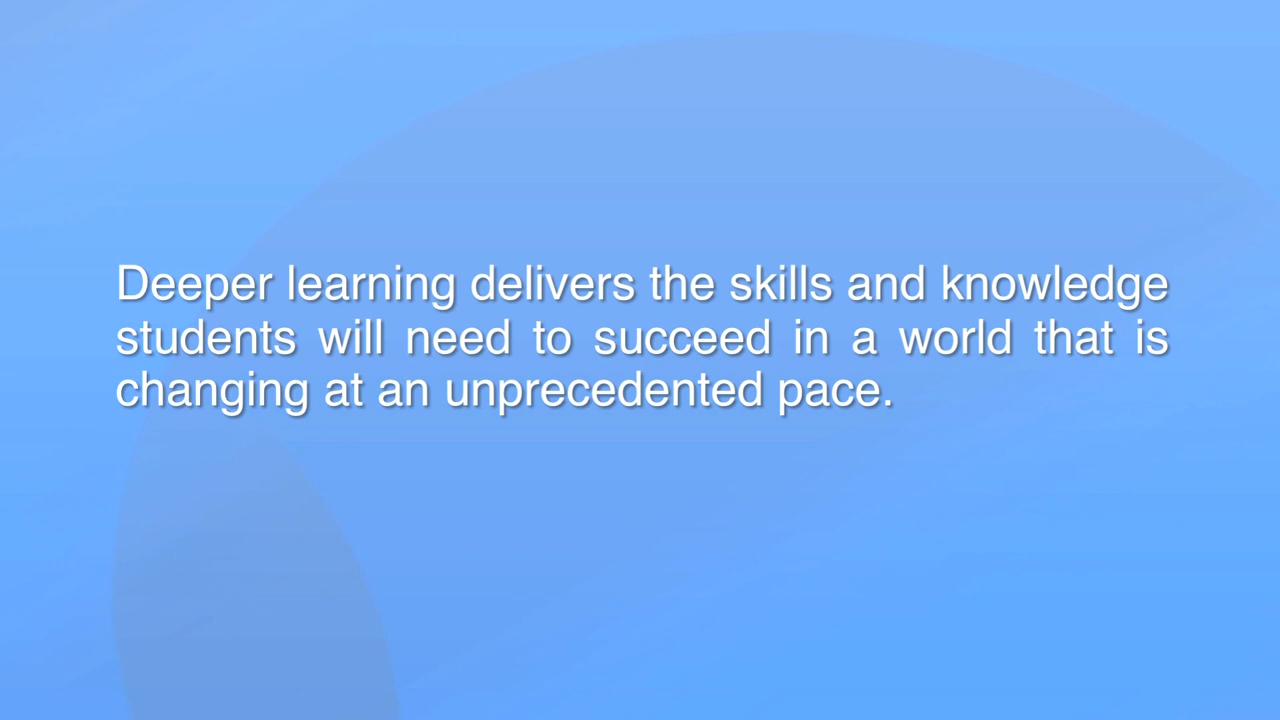 Deeper learning delivers the skills and knowledge
students will need to succeed in a world that is
changing at an unprecedented pace.